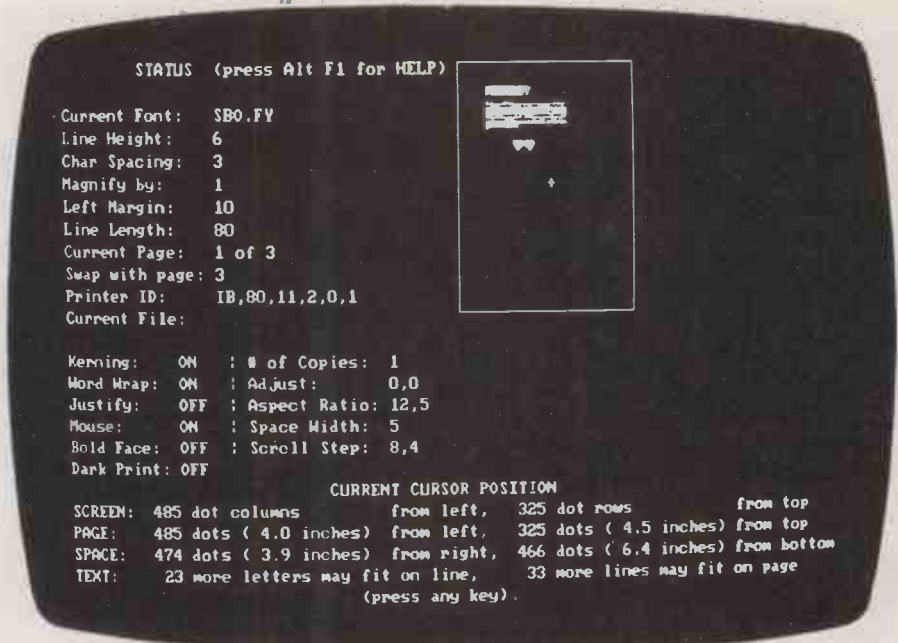 STATUS (press Alt F1 for HELP)
Current Font: SBO.FY
Line Height: 6
Char Spacing: 3
Magnify by: 1
Left Margin: 10
Line Length: 80
Current Page: 1 of 3
Swap with page: 3
Printer ID: IB,80,11,2,0,1
Current File:
Kerning: ON ¦ # of Copies: 1
Word Wrap: ON ¦ Adjust: 0,0
Justify: OFF ¦ Aspect Ratio: 12,5
Mouse: ON ¦ Space Width: 5
Bold Face: OFF ¦ Scroll Step: 8,4
Dark Print: OFF
CURRENT CURSOR POSITION
SCREEN: 485 dot columns from left, 325 dot rows from top
PAGE: 485 dots ( 4.0 inches) from left, 325 dots ( 4.5 inches) from top
SPACE: 474 dots ( 3.9 inches) from right, 466 dots ( 6.4 inches) from bottom
TEXT: 23 more letters may fit on line, 33 more lines may fit on page
(press any key).